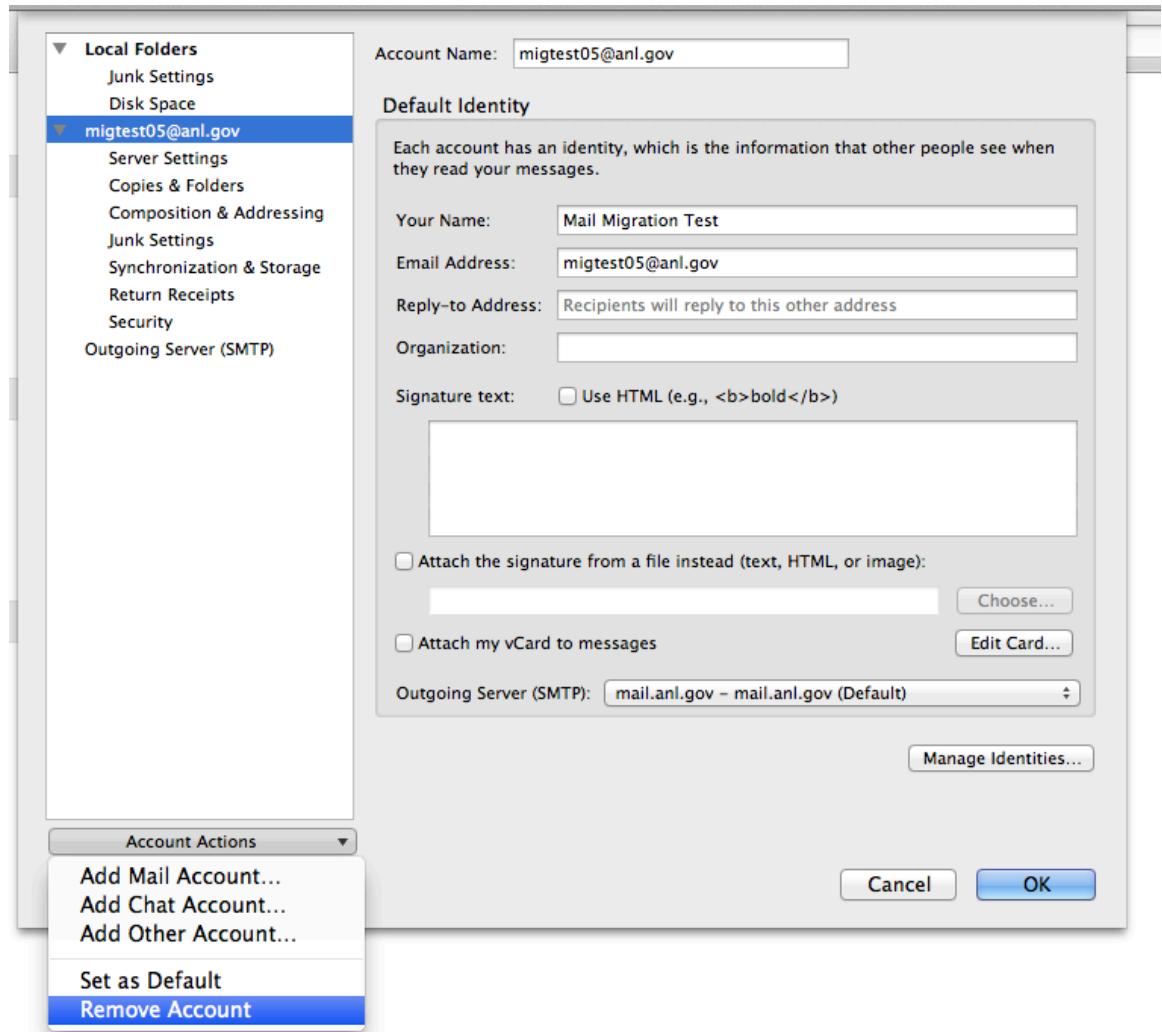 Local Folders
Junk Settings
Disk Space
migtest05@anl.gov
Server Settings
Copies & Folders
Composition & Addressing
Junk Settings
Synchronization & Storage
Return Receipts
Security
Outgoing Server (SMTP)
Account Name: migtest05@anl.gov
Default Identity
Each account has an identity, which is the information that other people see when
they read your messages.
Your Name: Mail Migration Test
Email Address: migtest05@anl.gov
Reply-to Address: Recipients will reply to this other address
Organization:
Signature text: Use HTML (e.g., <b>bold</b>)
Attach the signature from a file instead (text, HTML, or image):
Choose...
Attach my vCard to messages Edit Card...
Outgoing Server (SMTP): mail.anl.gov – mail.anl.gov (Default)
Manage Identities...
Account Actions
Add Mail Account...
Add Chat Account...
Add Other Account...
Set as Default
Remove Account
Cancel OK